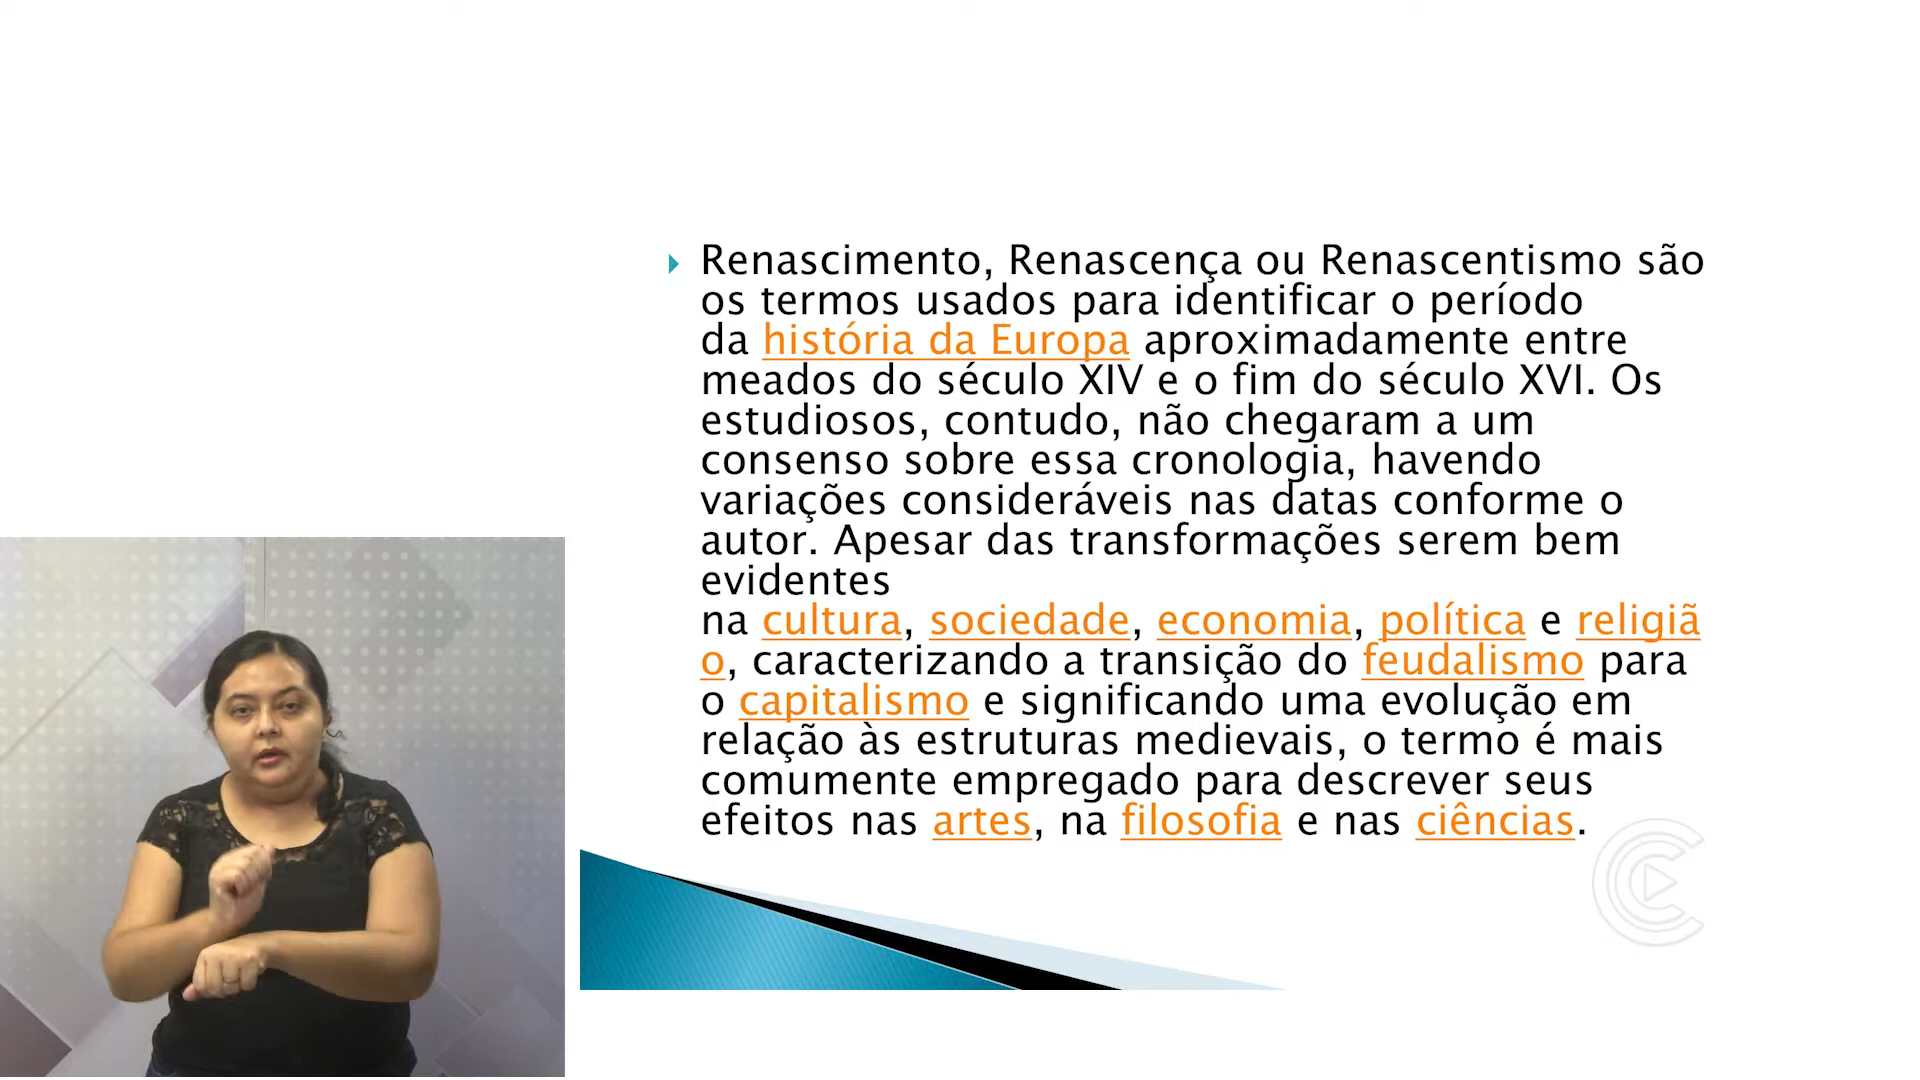 Renascimento, Renascença ou Renascentismo são
os termos usados para identificar o período
da história da Europa aproximadamente entre
meados do século XIV e o fim do século XVI. Os
estudiosos, contudo, não chegaram a um
consenso sobre essa cronologia, havendo
variações consideráveis nas datas conforme o
autor. Apesar das transformações serem bem
evidentes
na cultura, sociedade, economia, política e religiã
o, caracterizando a transição do feudalismo para
o capitalismo e significando uma evolução em
relação às estruturas medievais, o termo é mais
comumente empregado para descrever seus
efeitos nas artes, na filosofia e nas ciências.